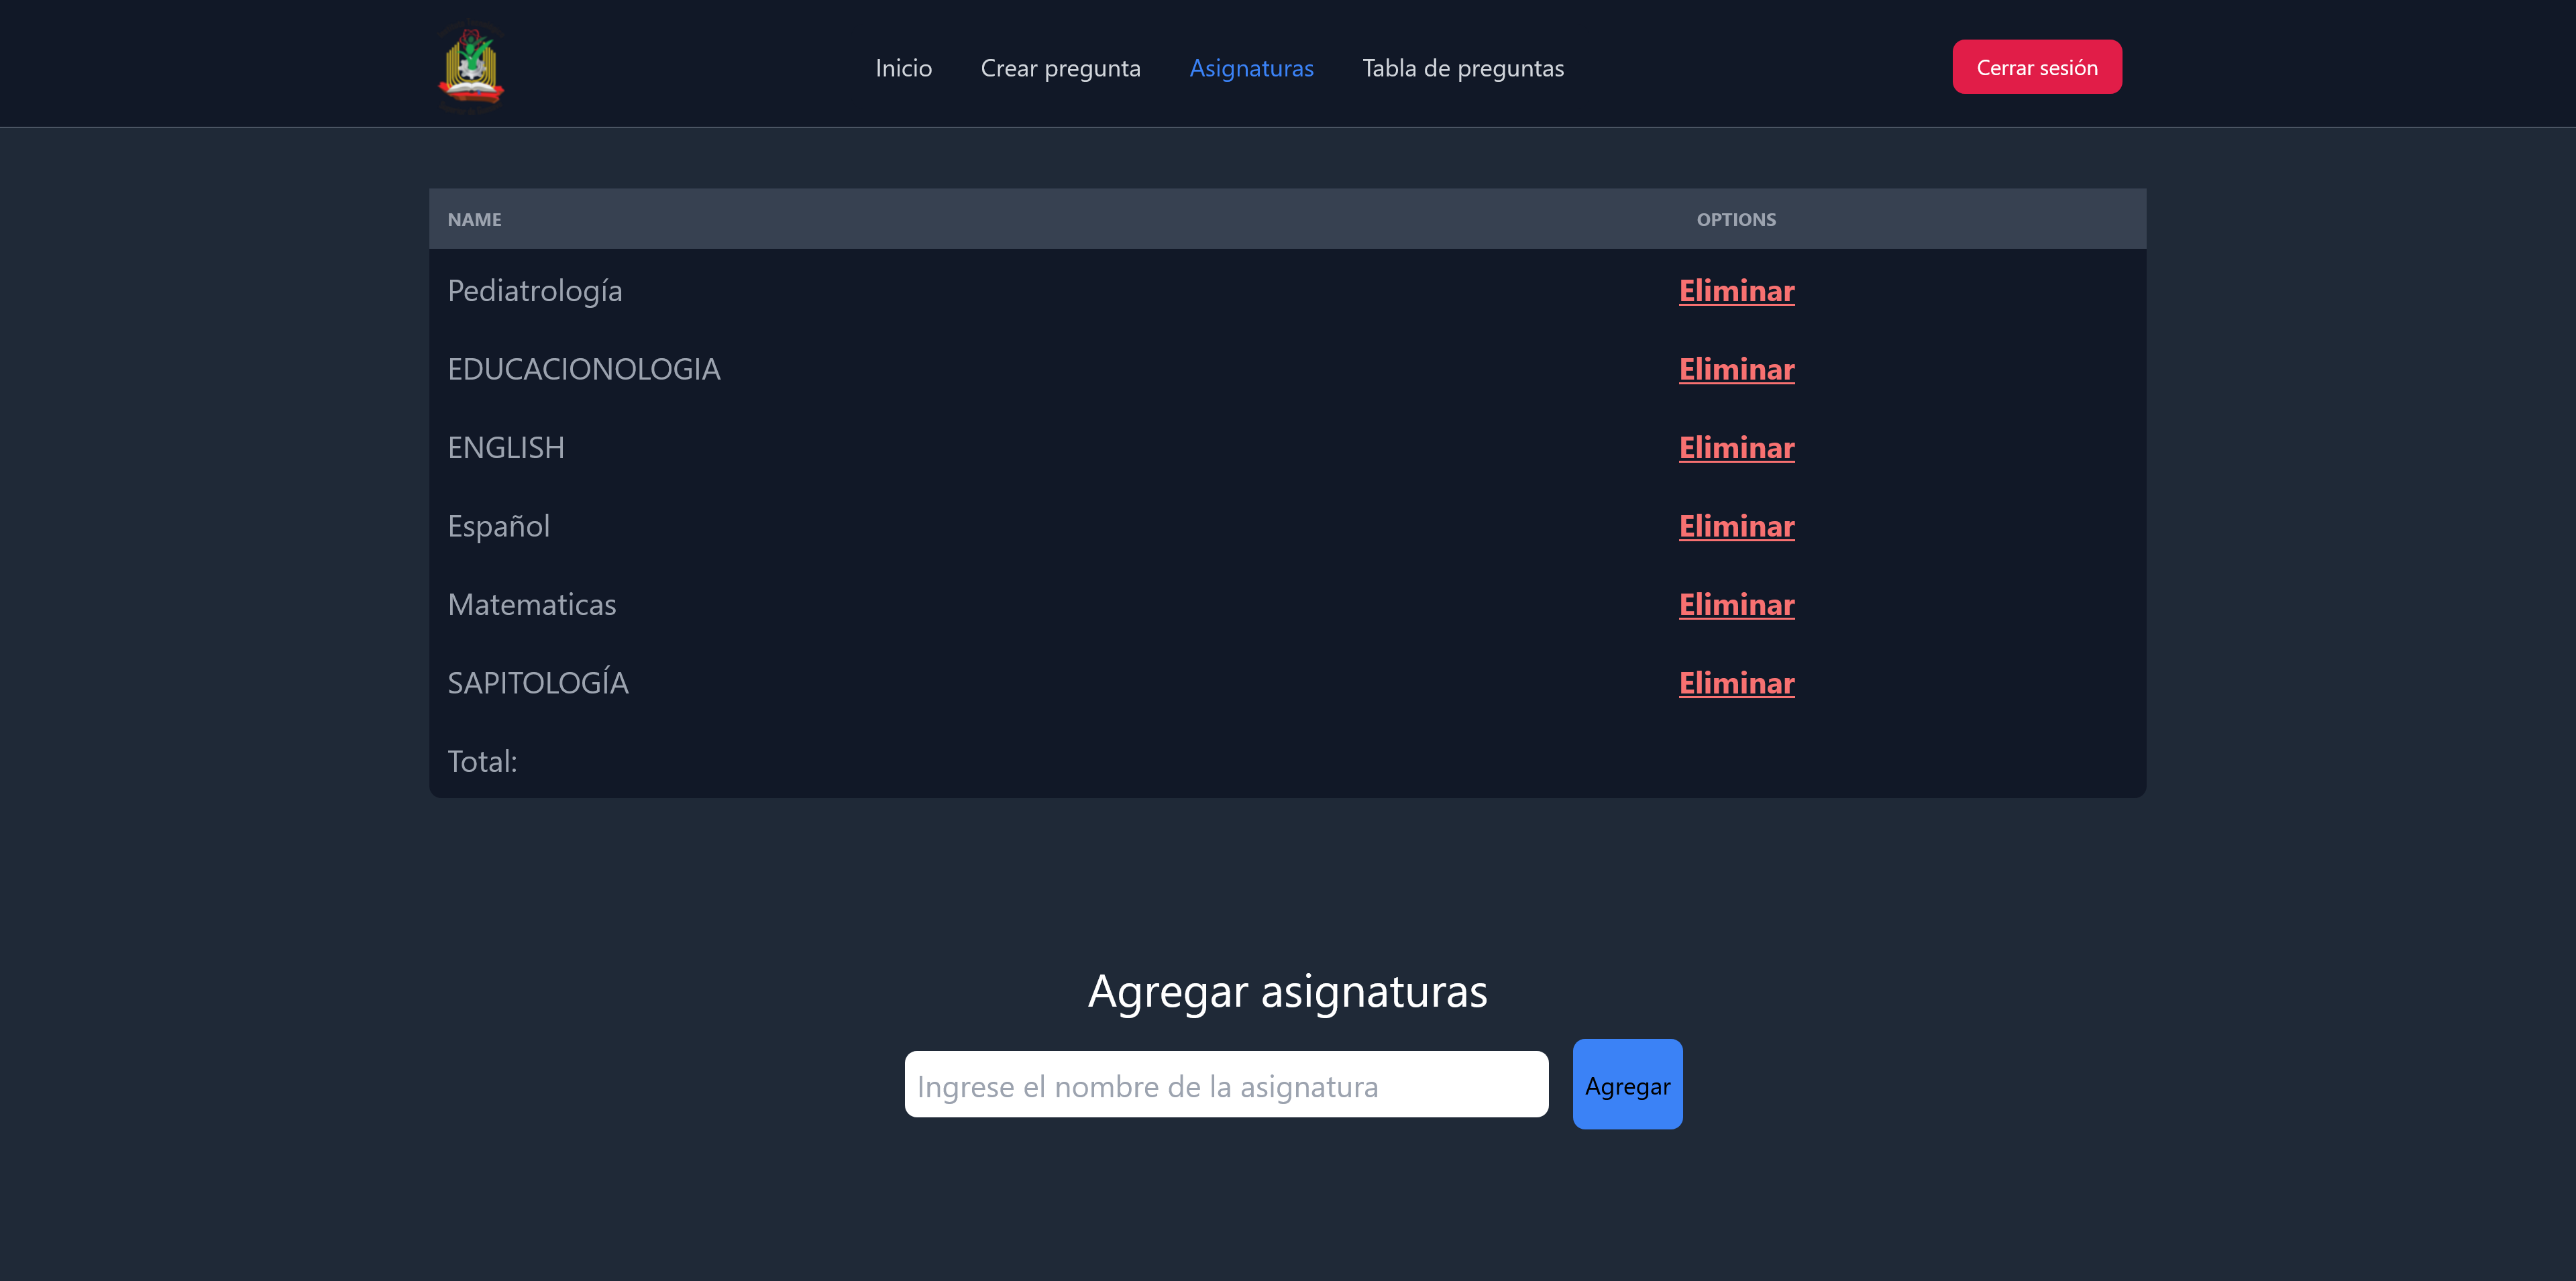 Inicio Crear pregunta Asignaturas Tabla de preguntas Cerrar sesión
NAME OPTIONS
Pediatrología Eliminar
EDUCACIONOLOGIA Eliminar
ENGLISH Eliminar
Español Eliminar
Matematicas Eliminar
SAPITOLOGÍA Eliminar
Total:
Agregar asignaturas
Ingrese el nombre de la asignatura Agregar